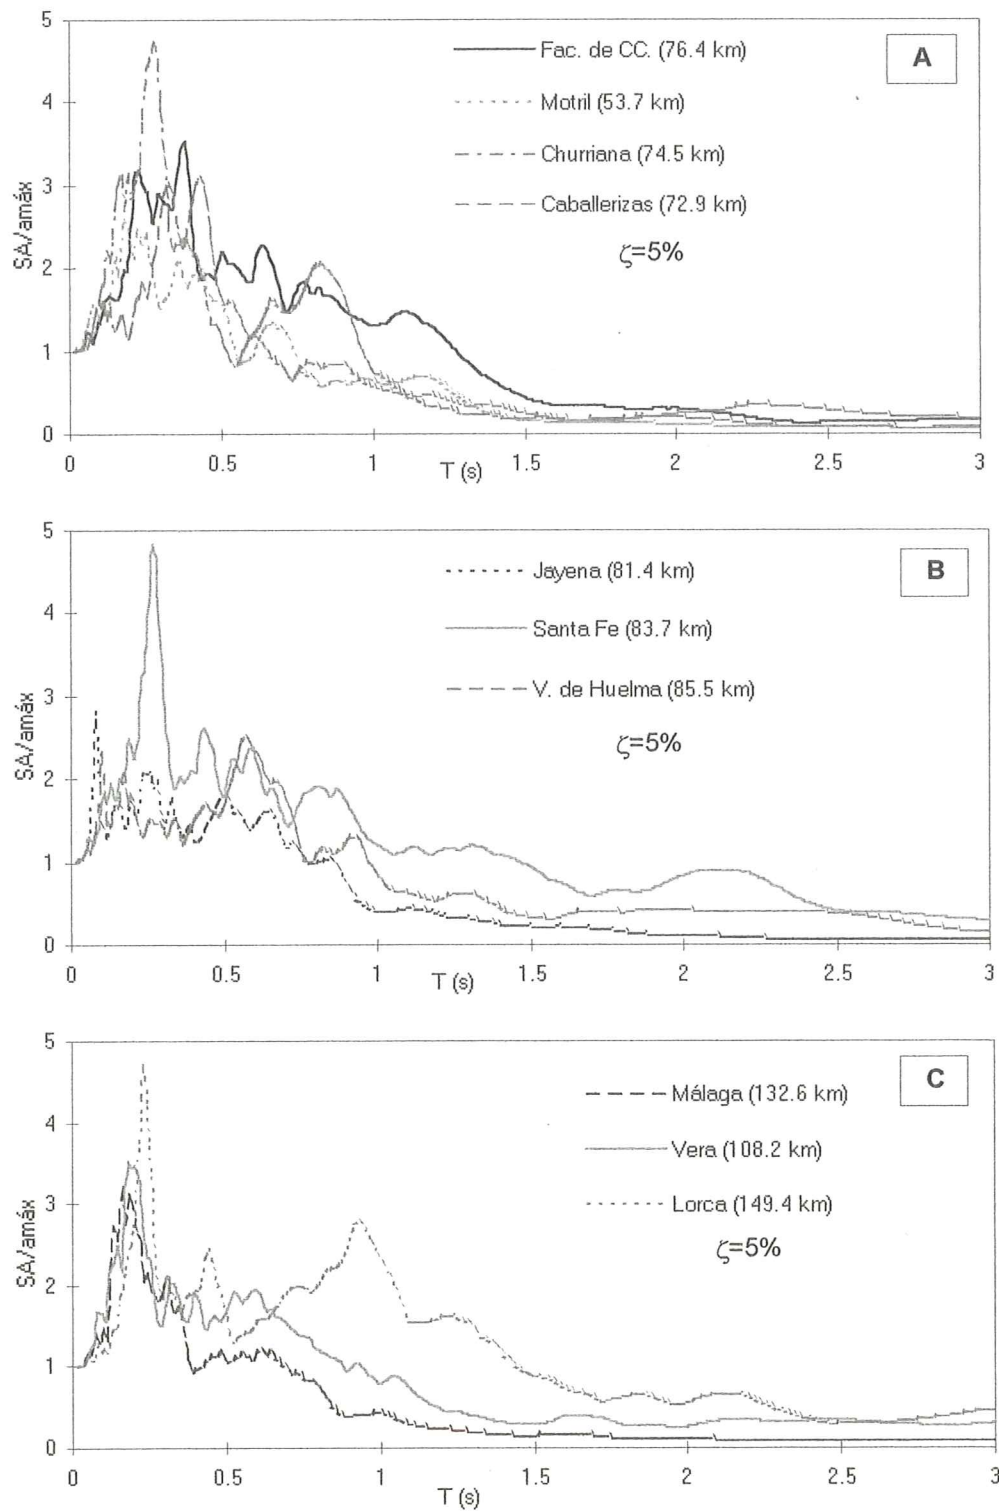 5
A
Fac. de CC. (76.4 km)
4
Motril (53.7 km)
Churriana (74.5 km)
3
Caballerizas (72.9 km)
ζ=5%
SA/amáx
2
1
0
0 0.5 1 1.5 2 2.5 3
T (s)
5
B
Jayena (81.4 km)
4
Santa Fe (83.7 km)
3
V. de Huelma (85.5 km)
ζ=5%
SA/amáx
2
1
0
0 0.5 1 1.5 2 2.5 3
T (s)
5
C
Málaga (132.6 km)
4
Vera (108.2 km)
3
Lorca (149.4 km)
ζ=5%
SA/amáx
2
1
0
0 0.5 1 1.5 2 2.5 3
T (s)